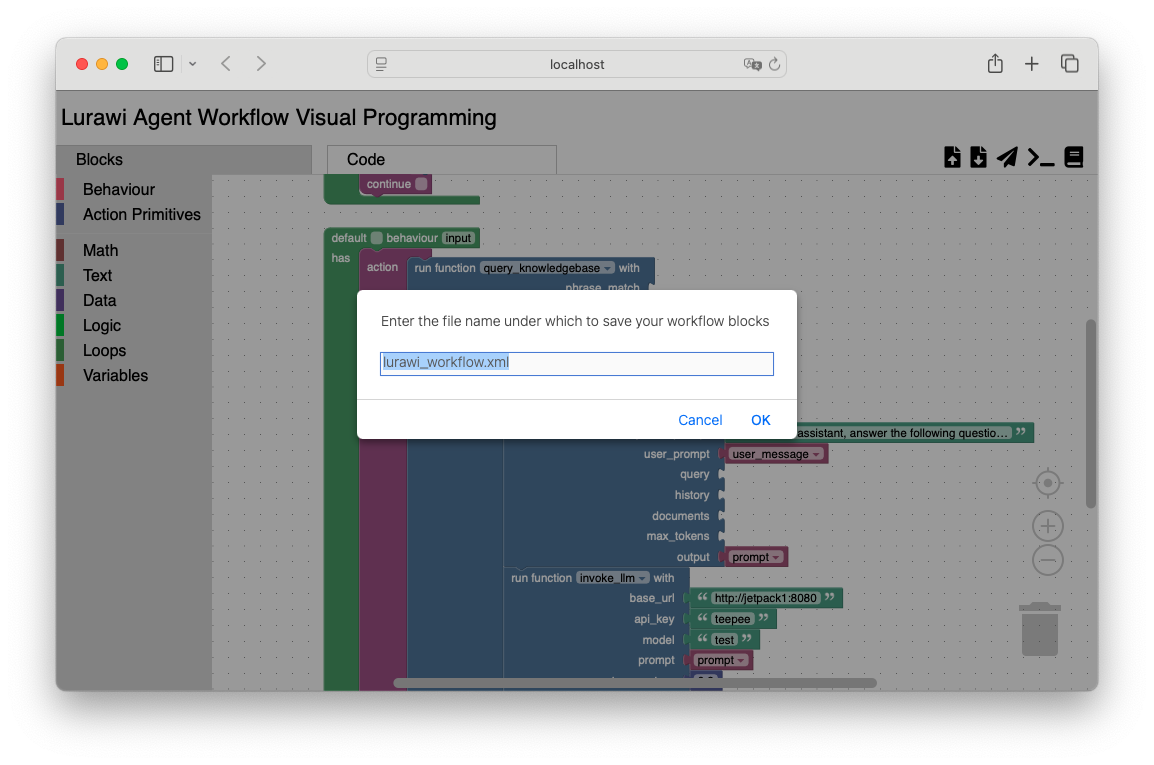 localhost
Lurawi Agent Workflow Visual Programming
Blocks
Code
Behaviour
Action Primitives
Math
Text
Data
Logic
Loops
Variables
continue
default behaviour input
has
action
run function query_knowledgebase with
phrase_match
Enter the file name under which to save your workflow blocks
lurawi_workflow.xml
Cancel OK
assistant, answer the following questio… ”
user_prompt user_message
query
history
documents
max_tokens
output prompt
run function invoke_llm with
base_url “ http://jetpack1:8080 ”
api_key “ teepee ”
model “ test ”
prompt prompt